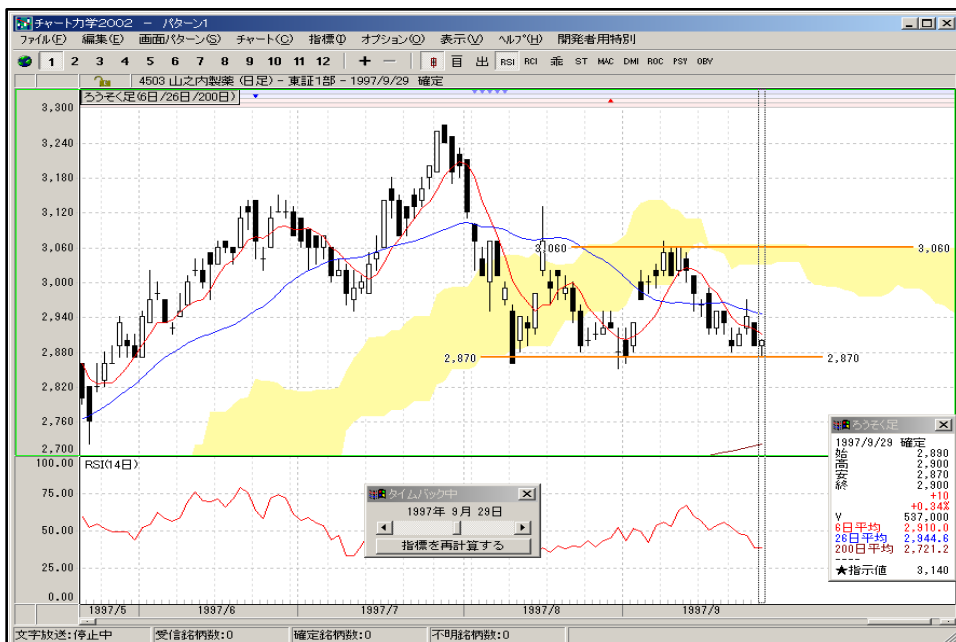 チャート力学2002 － パターン1
ファイル(F) 編集(E) 画面パターン(S) チャート(C) 指標(I) オプション(O) 表示(V) ヘルプ(H) 開発者用特別
1 2 3 4 5 6 7 8 9 10 11 12 ＋ － 目 出 RSI RCI 乖 ST MAC DMI ROC PSY OBV
4503 山之内製薬 (日足) - 東証1部 - 1997/9/29 確定
ろうそく足(6日/26日/200日)
3,300
3,240
3,180
3,120
3,060
3,000
2,940
2,880
2,820
2,760
2,700
3,060 3,060
2,870 2,870
100.00
75.00
50.00
25.00
0.00
RSI(14日)
タイムバック中
1997年 9月 29日
指標を再計算する
ろうそく足
1997/9/29 確定
始 2,890
高 2,900
安 2,870
終 2,900
+10
+0.34%
V 537,000
6日平均 2,910.0
26日平均 2,944.6
200日平均 2,721.2
----
★指示値 3,140
1997/5 1997/6 1997/7 1997/8 1997/9
文字放送:停止中 受信銘柄数:0 確定銘柄数:0 不明銘柄数:0